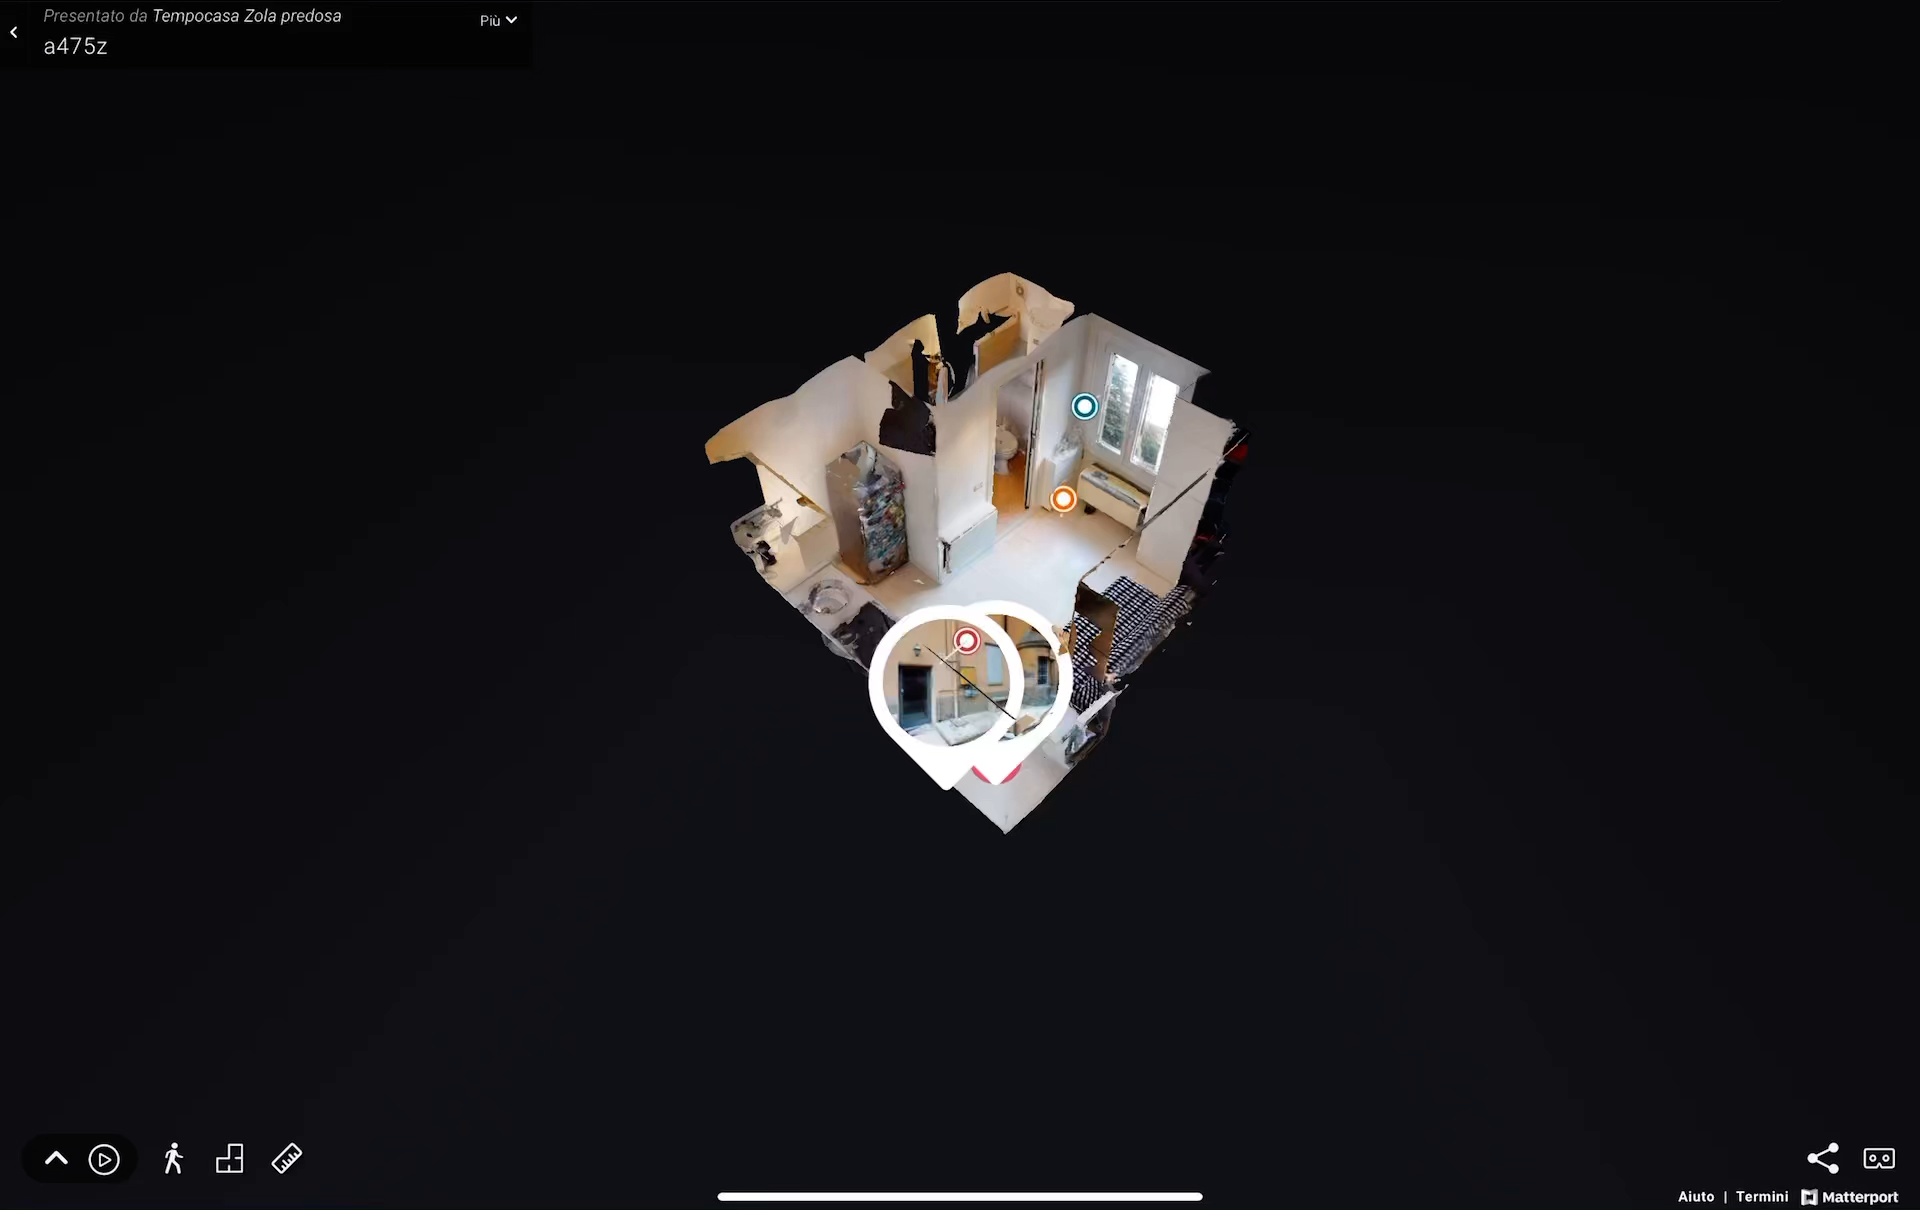 Presentato da Tempocasa Zola predosa
Più
a475z
Aiuto | Termini Matterport